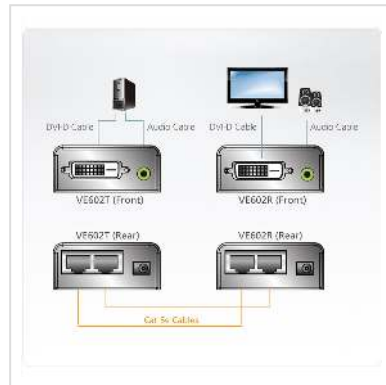 DVI-D Cable Audio Cable DVI-D Cable Audio Cable
VE602T (Front) VE602R (Front)
VE602T (Rear) VE602R (Rear)
Cat 5e Cables